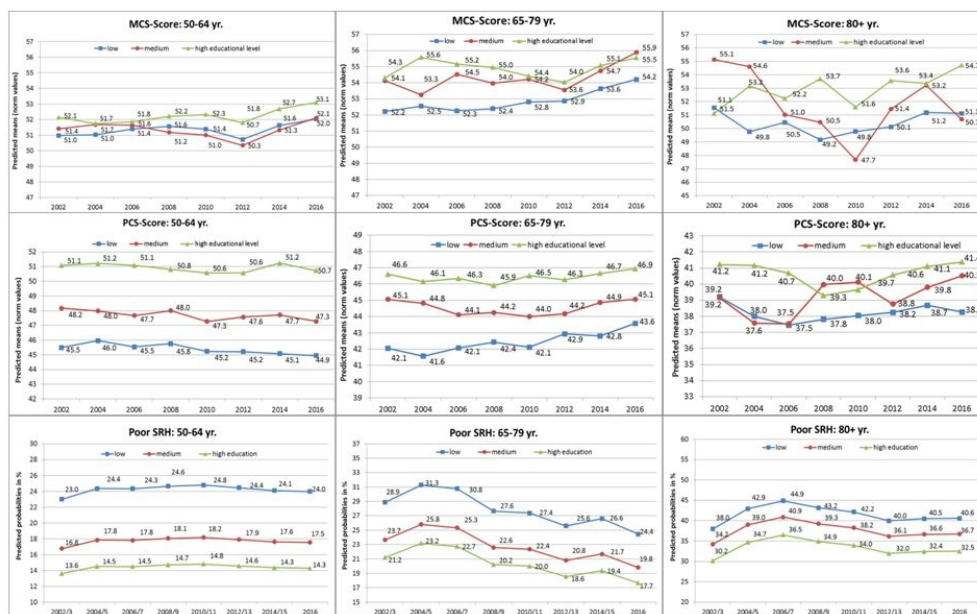 MCS-Score: 50-64 yr.
low medium high educational level
Predicted means (norm values)
57
56
55
54
53
52
51
50
49
48
47
52.1 51.7 51.8 52.2 52.3 51.8 52.7 53.1
51.4 51.7 51.6 51.2 51.0 50.3 51.3 52.1
51.0 51.0 51.4 51.6 51.4 50.7 51.6 52.0
2002 2004 2006 2008 2010 2012 2014 2016
MCS-Score: 65-79 yr.
low medium high educational level
Predicted means (norm values)
57
56
55
54
53
52
51
50
49
48
47
54.3 55.6 55.2 55.0 54.4 54.0 55.1 55.5
54.1 53.3 54.5 54.0 54.2 53.6 54.7 55.9
52.2 52.5 52.3 52.4 52.8 52.9 53.6 54.2
2002 2004 2006 2008 2010 2012 2014 2016
MCS-Score: 80+ yr.
low medium high educational level
Predicted means (norm values)
57
55
53
51
49
47
45
55.1 54.6 51.0 50.5 47.7 51.4 53.2 50.7
51.5 49.8 50.5 49.2 49.8 50.1 51.2 51.1
51.1 53.2 52.2 53.7 51.6 53.6 53.4 54.7
2002 2004 2006 2008 2010 2012 2014 2016
PCS-Score: 50-64 yr.
low medium high educational level
Predicted means (norm values)
52
51
50
49
48
47
46
45
44
43
42
51.1 51.2 51.1 50.8 50.6 50.6 51.2 50.7
48.2 48.0 47.7 48.0 47.3 47.6 47.7 47.3
45.5 46.0 45.5 45.8 45.2 45.2 45.1 44.9
2002 2004 2006 2008 2010 2012 2014 2016
PCS-Score: 65-79 yr.
low medium high educational level
Predicted means (norm values)
49
48
47
46
45
44
43
42
41
40
39
46.6 46.1 46.3 45.9 46.5 46.3 46.7 46.9
45.1 44.8 44.1 44.2 44.0 44.2 44.9 45.1
42.1 41.6 42.1 42.4 42.1 42.9 42.8 43.6
2002 2004 2006 2008 2010 2012 2014 2016
PCS-Score: 80+ yr.
low medium high educational level
Predicted means (norm values)
43
42
41
40
39
38
37
36
35
34
33
41.2 41.2 40.7 39.3 39.7 41.1
39.2 37.6 37.5 40.0 40.1 38.8 39.8
39.2 38.0 37.5 37.8 38.0 38.2 38.7
2002 2004 2006 2008 2010 2012 2014 2016
Poor SRH: 50-64 yr.
low medium high education
Predicted probabilities in %
30
28
26
24
22
20
18
16
14
12
10
23.0 24.4 24.3 24.6 24.8 24.4 24.1 24.0
16.8 17.8 17.8 18.1 18.2 17.9 17.6 17.5
13.6 14.5 14.5 14.7 14.8 14.6 14.3 14.3
2002/3 2004/5 2006/7 2008/9 2010/11 2012/13 2014/15 2016
Poor SRH: 65-79 yr.
low medium high education
Predicted probabilities in %
37
35
33
31
29
27
25
23
21
19
17
15
28.9 31.3 30.8 27.6 27.4 25.6 26.6 24.4
23.7 25.8 25.3 22.6 22.4 20.8 21.7 19.8
21.2 23.2 22.7 20.2 20.0 18.6 19.4 17.7
2002/3 2004/5 2006/7 2008/9 2010/11 2012/13 2014/15 2016
Poor SRH: 80+ yr.
low medium high education
Predicted probabilities in %
60
55
50
45
40
35
30
25
20
38.0 42.9 44.9 43.2 42.2 40.0 40.5 40.6
34.2 39.0 40.9 39.3 38.2 36.1 36.6 36.7
30.2 34.7 36.5 34.9 34.0 32.0 32.4 32.5
2002/3 2004/5 2006/7 2008/9 2010/11 2012/13 2014/15 2016